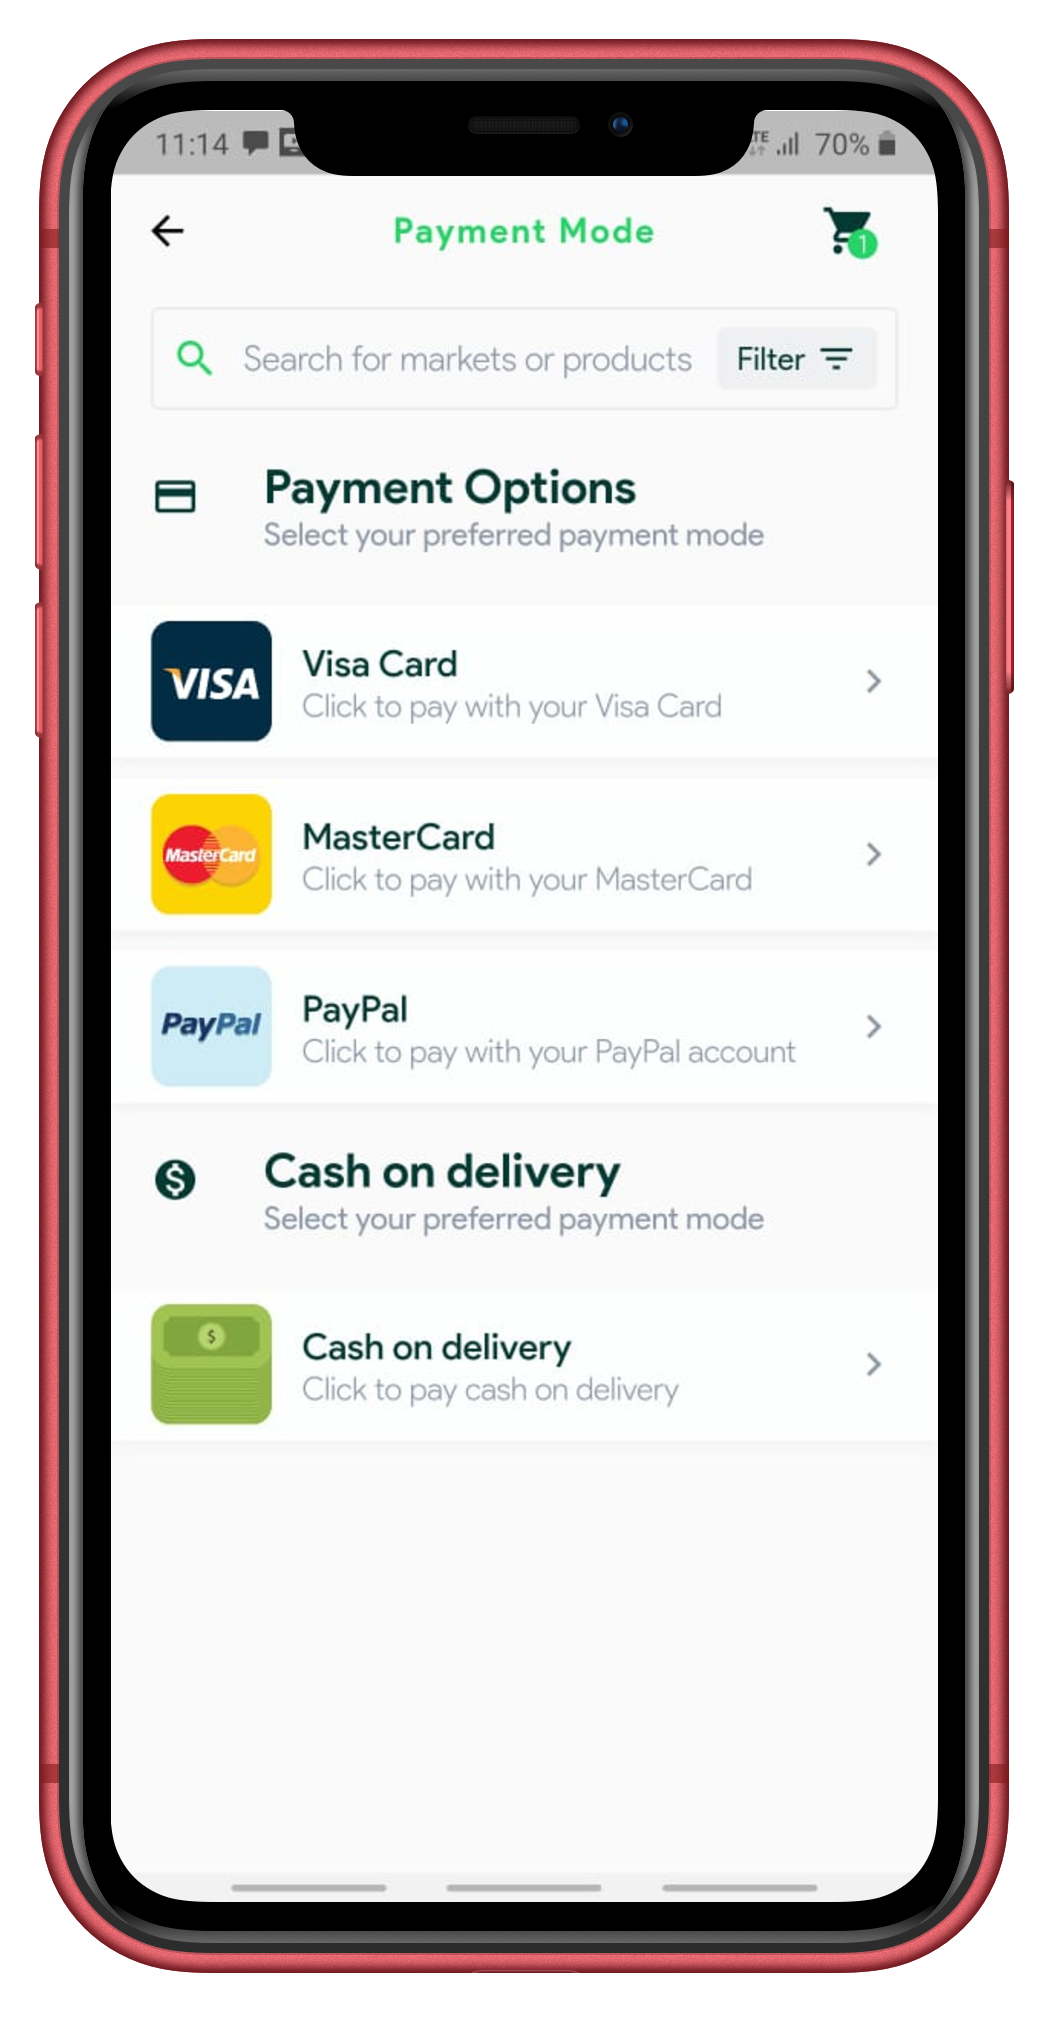 11:14 70%
Payment Mode
1
Search for markets or products Filter
Payment Options
Select your preferred payment mode
VISA
Visa Card
Click to pay with your Visa Card
MasterCard
MasterCard
Click to pay with your MasterCard
PayPal
PayPal
Click to pay with your PayPal account
$
Cash on delivery
Select your preferred payment mode
$
Cash on delivery
Click to pay cash on delivery